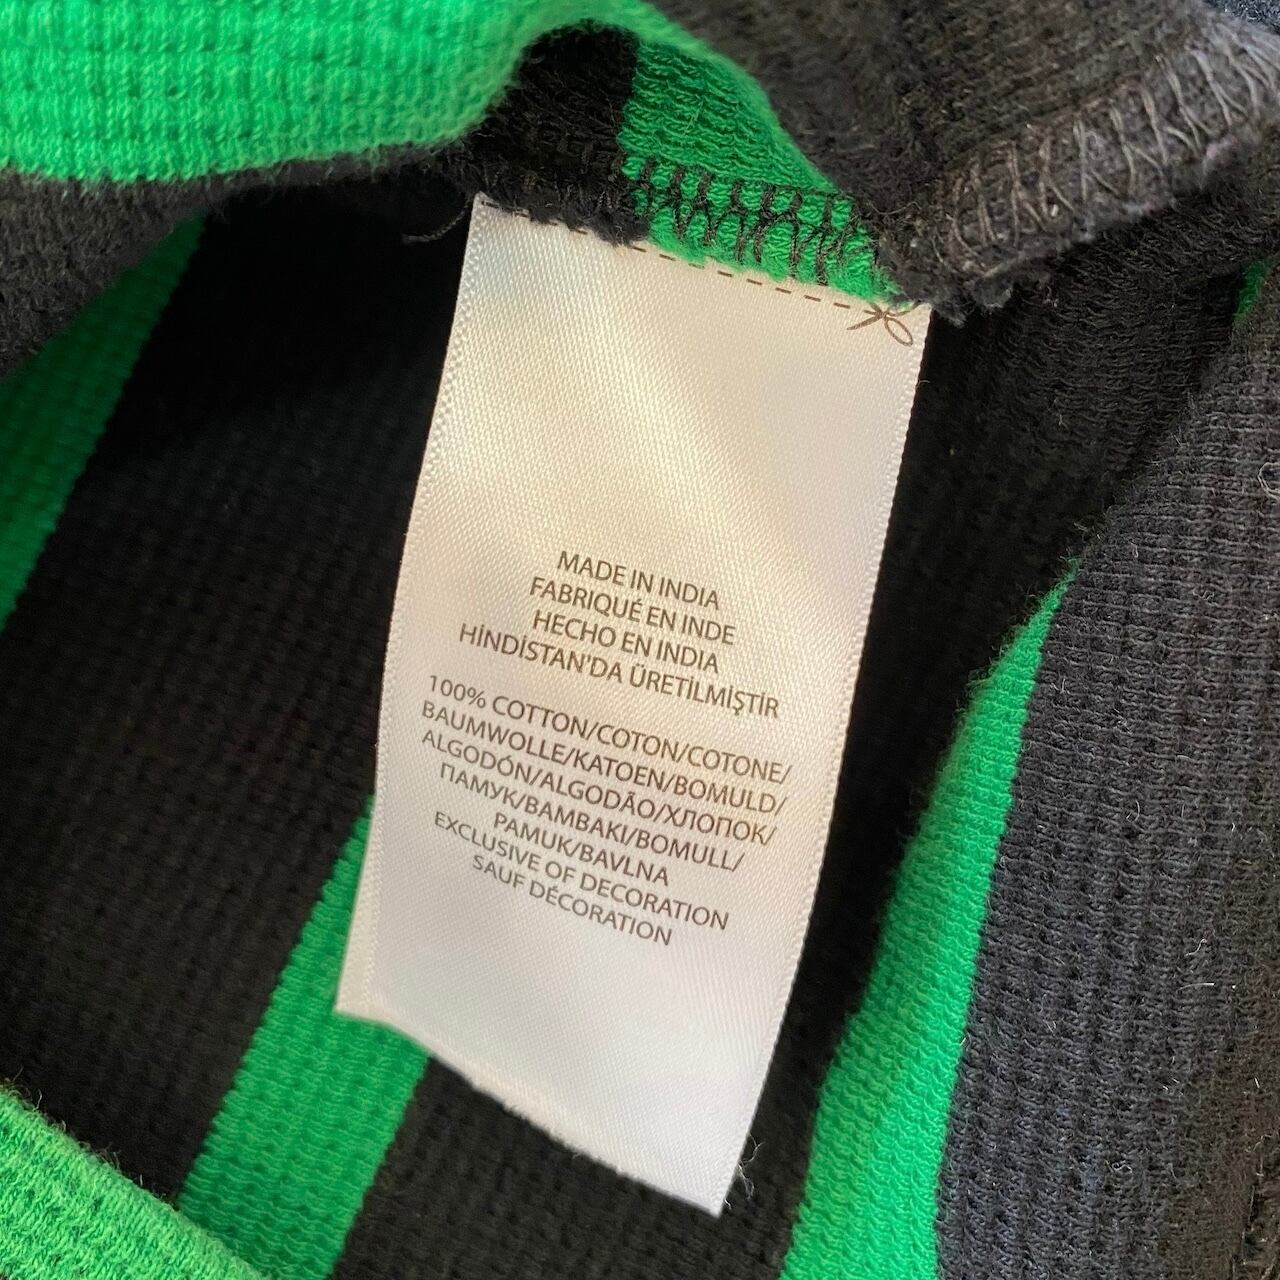 MADE IN INDIA
FABRIQUÉ EN INDE
HECHO EN INDIA
HİNDİSTAN'DA ÜRETİLMİŞTİR
100% COTTON/COTON/COTONE/
BAUMWOLLE/KATOEN/BOMULD/
ALGODÓN/ALGODÃO/ХЛОПОК/
ПАМУК/BAMBAKI/BOMULL/
PAMUK/BAVLNA
EXCLUSIVE OF DECORATION
SAUF DÉCORATION